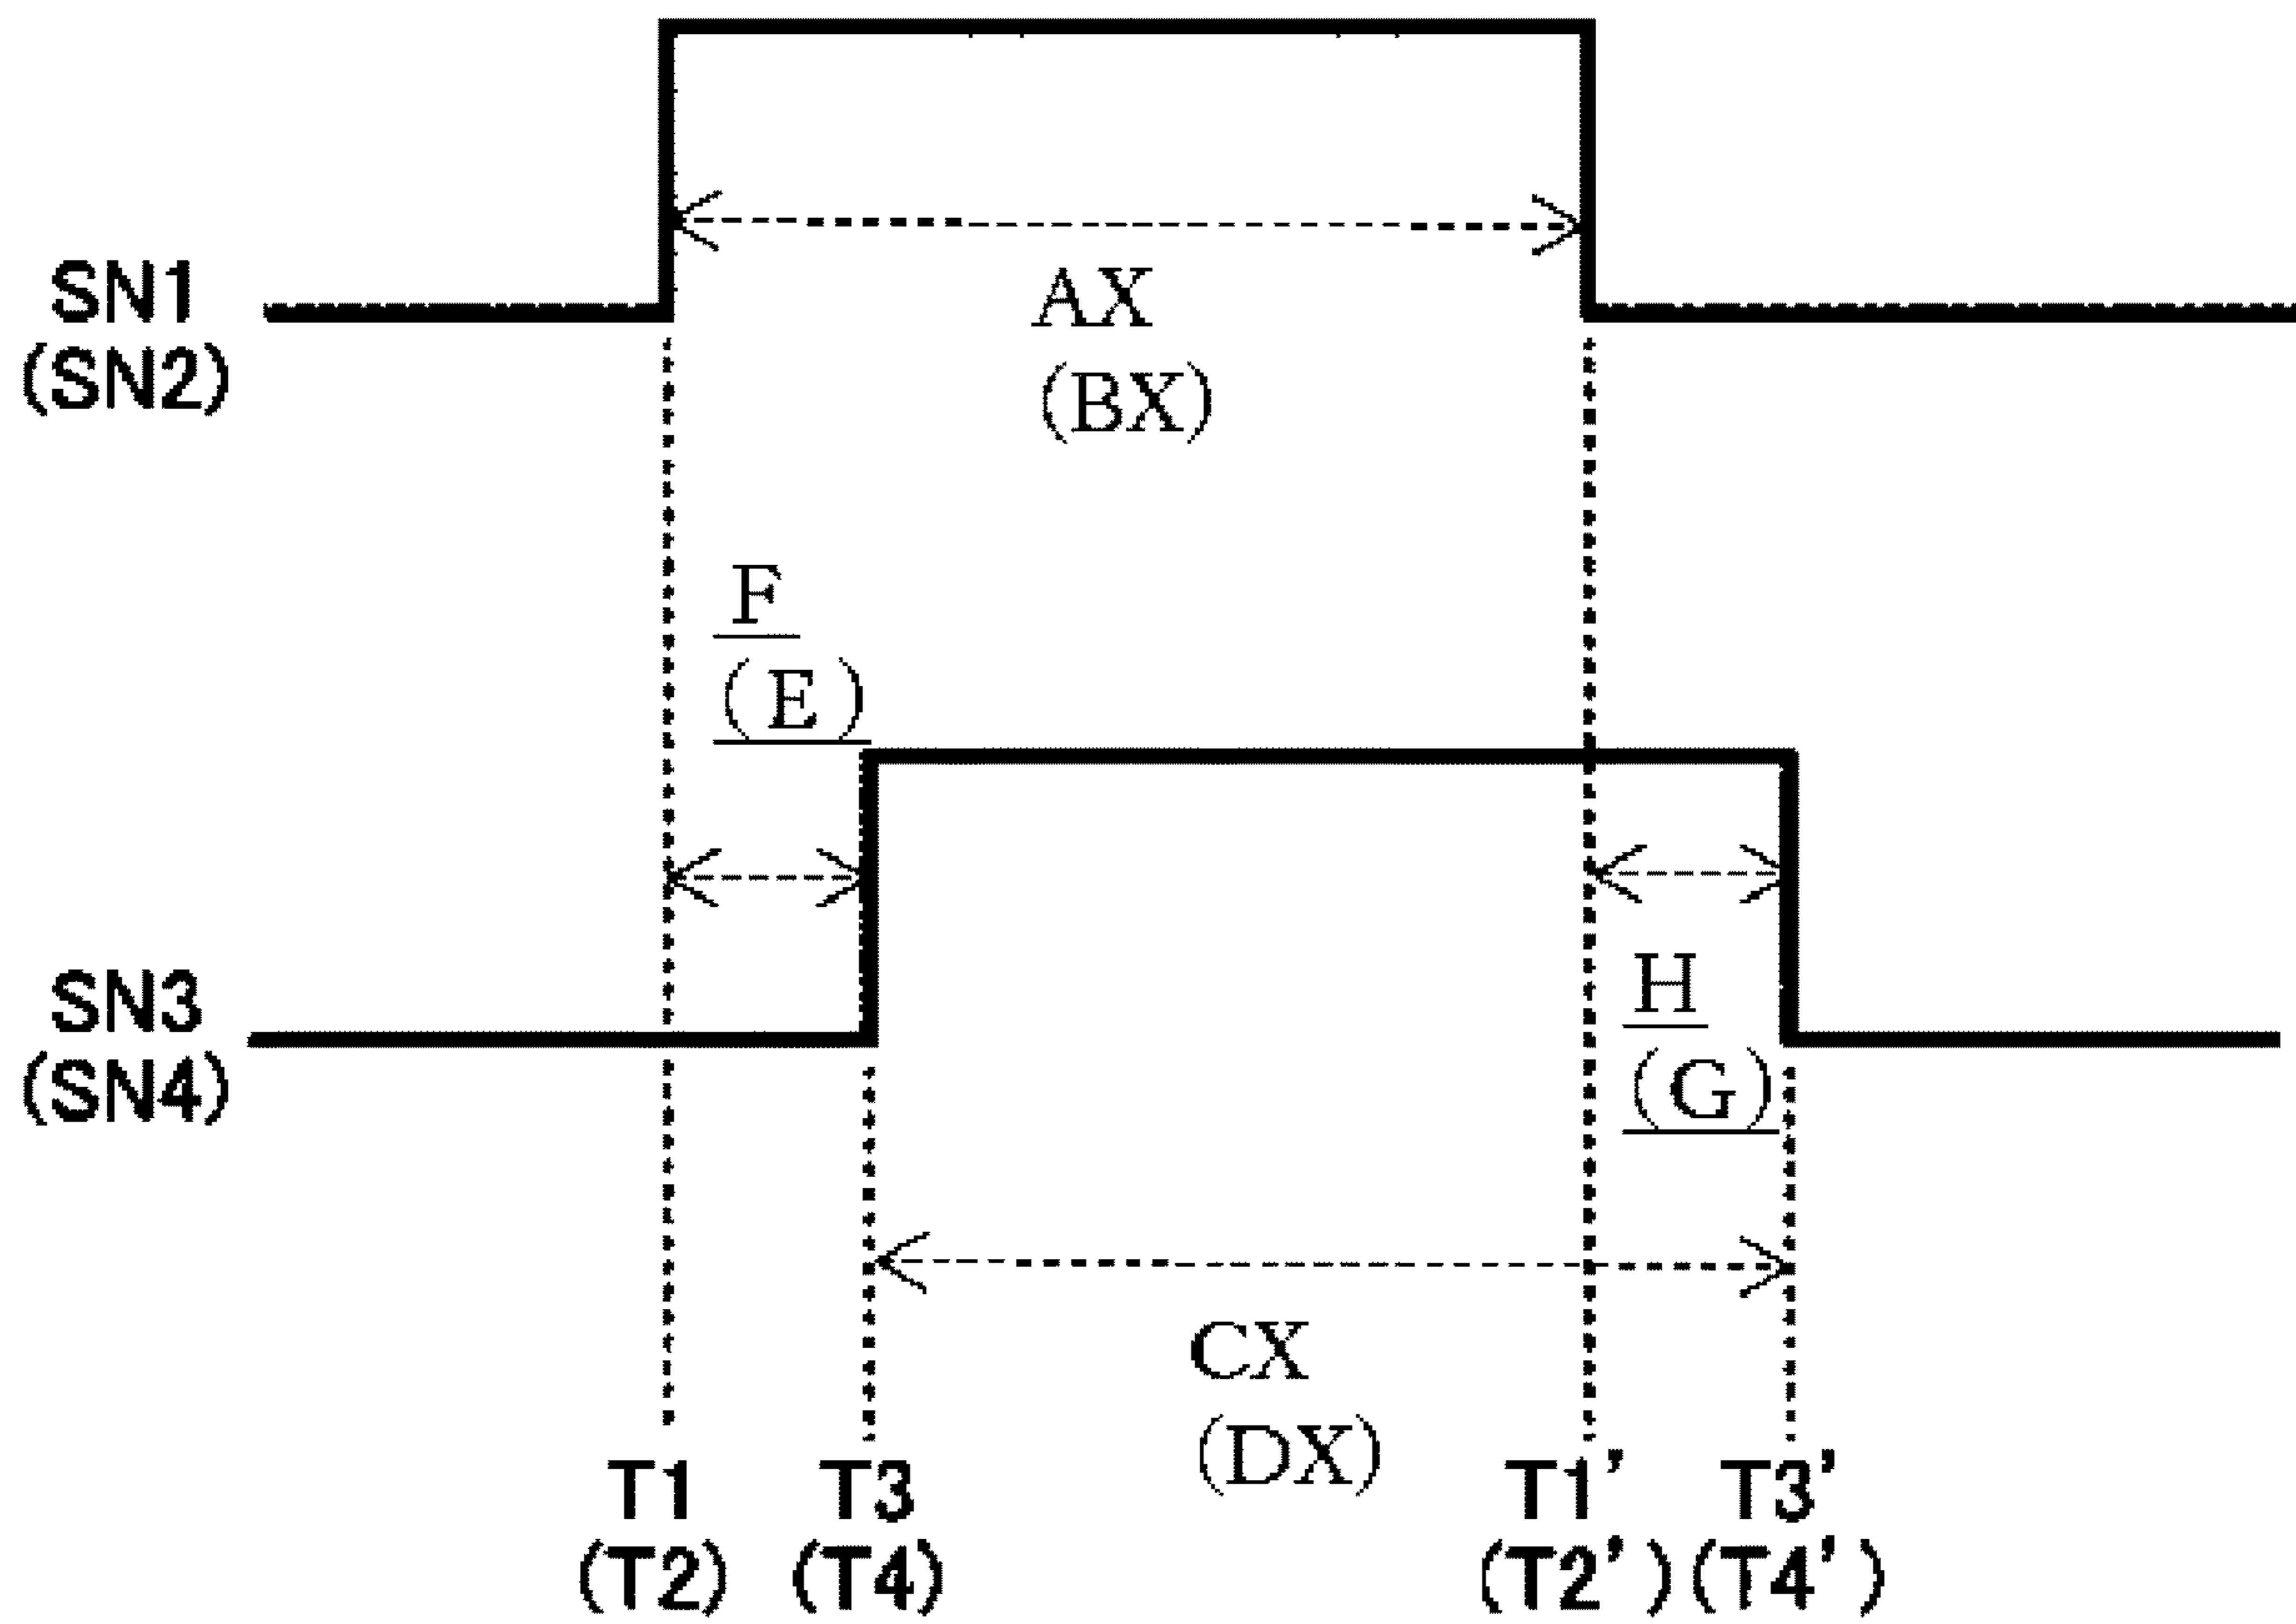 SN1
(SN2)
AX
(BX)
F
(E)
SN3
(SN4)
H
(G)
CX
(DX)
T1 T3 T1' T3'
(T2) (T4) (T2') (T4')